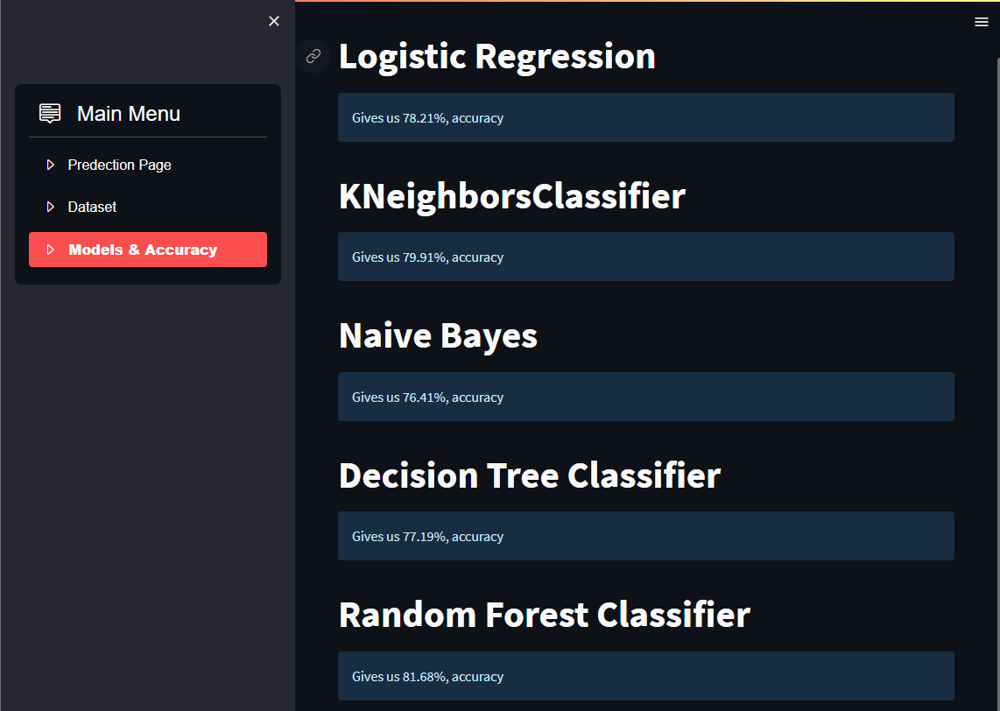 Main Menu
Predection Page
Dataset
Models & Accuracy
Logistic Regression
Gives us 78.21%, accuracy
KNeighborsClassifier
Gives us 79.91%, accuracy
Naive Bayes
Gives us 76.41%, accuracy
Decision Tree Classifier
Gives us 77.19%, accuracy
Random Forest Classifier
Gives us 81.68%, accuracy